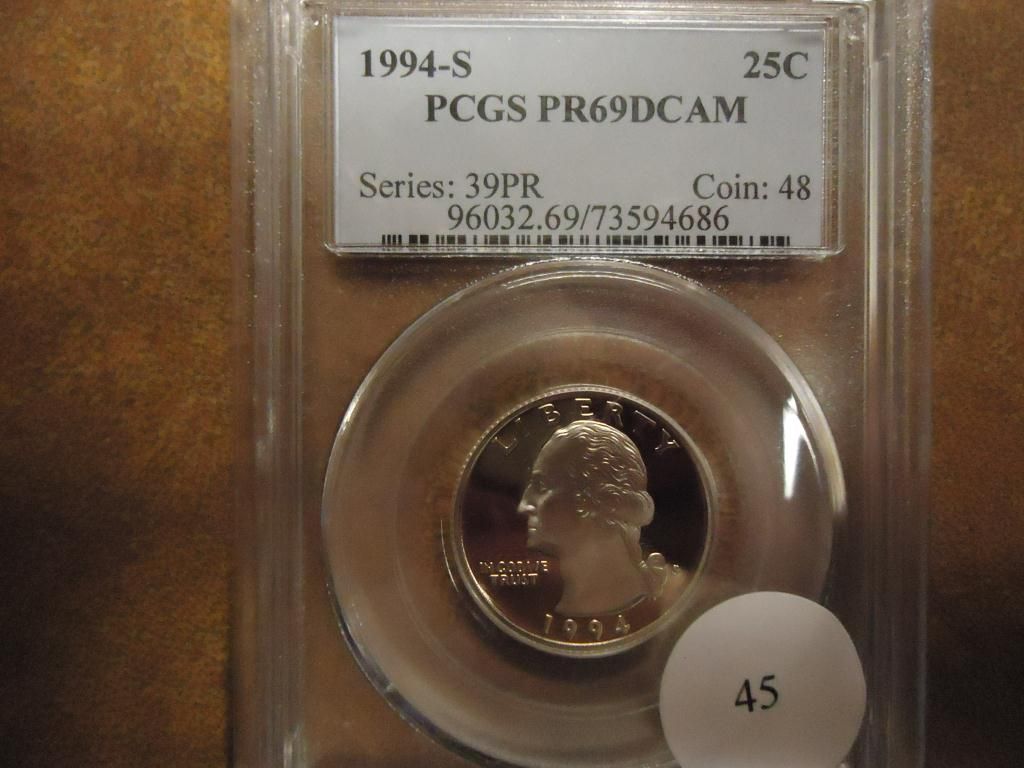 1994-S 25C
PCGS PR69DCAM
Series: 39PR Coin: 48
96032.69/73594686
LIBERTY
IN GOD WE
TRUST
1994
45